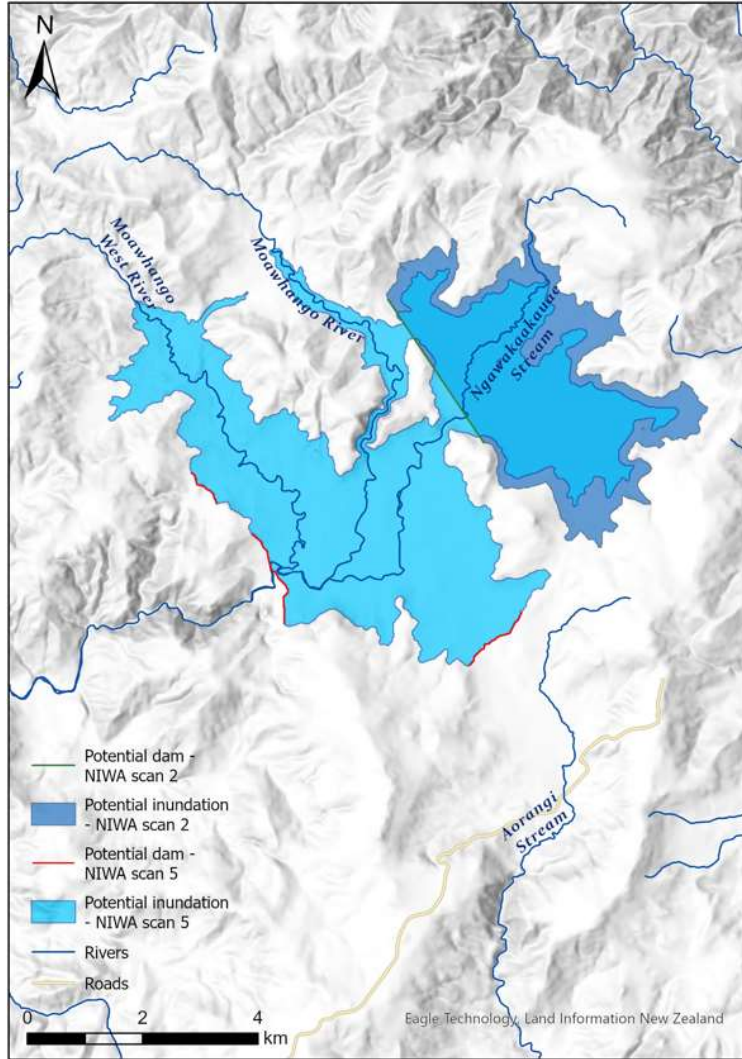 N
Moawhango
West River
Moawhango River
Ngawakaakauae
Stream
Potential dam -
NIWA scan 2
Potential inundation
- NIWA scan 2
Potential dam -
NIWA scan 5
Potential inundation
- NIWA scan 5
Rivers
Roads
Aorangi
Stream
0 2 4
km
Eagle Technology, Land Information New Zealand